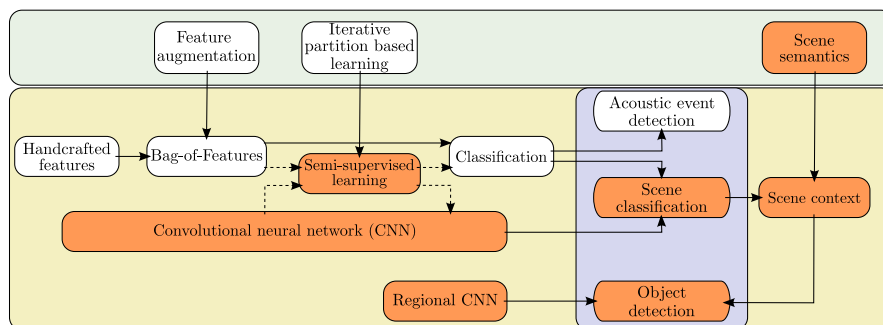 Feature
augmentation
Iterative
partition based
learning
Scene
semantics
Acoustic event
detection
Handcrafted
features
Bag-of-Features
Semi-supervised
learning
Classification
Scene
classification
Scene context
Convolutional neural network (CNN)
Regional CNN
Object
detection